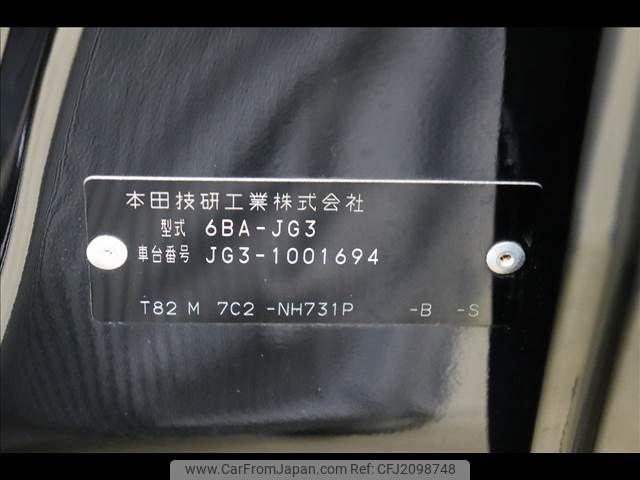 本田技研工業株式会社
型式 6BA-JG3
車台番号 JG3-1001694
T82 M 7C2 -NH731P -B -S
www.CarFromJapan.com CFJ2098748